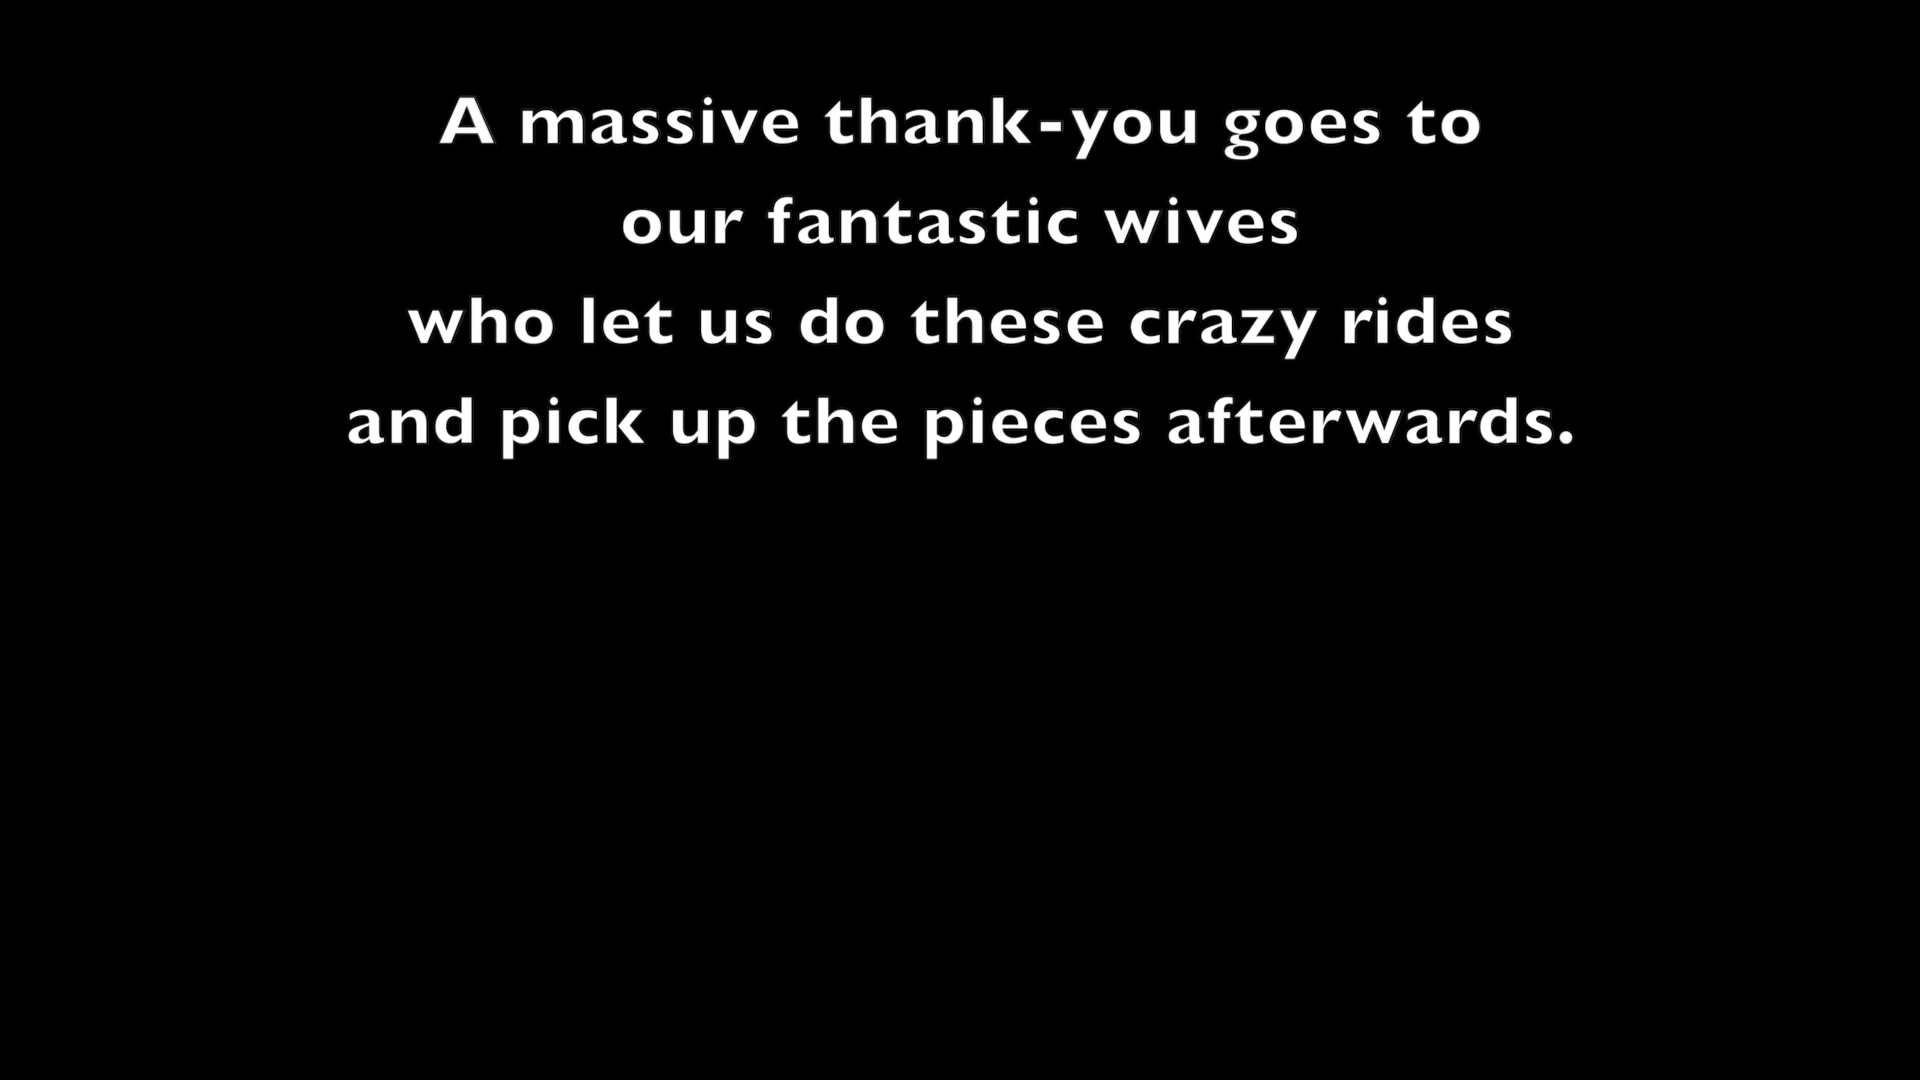 A massive thank-you goes to
our fantastic wives
who let us do these crazy rides
and pick up the pieces afterwards.